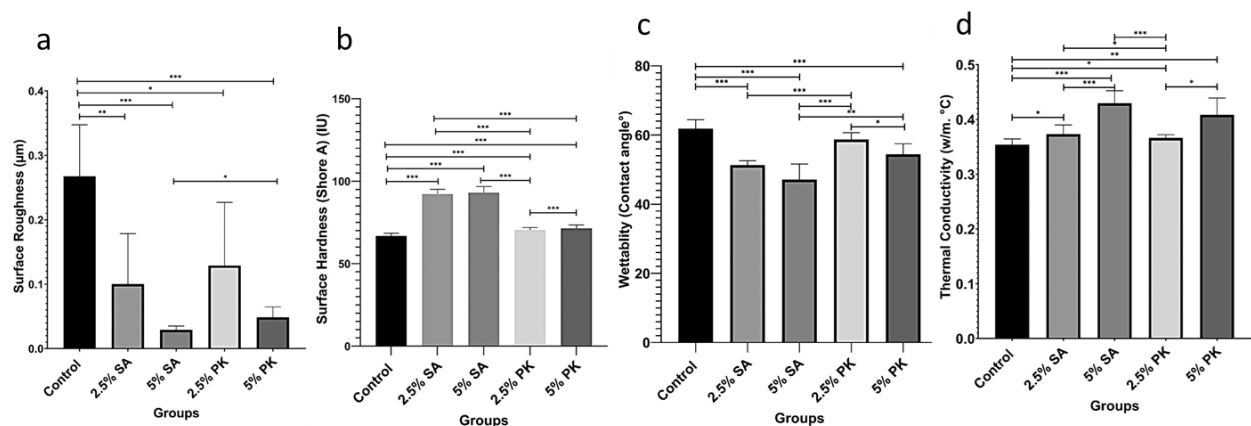 a
***
*
***
**
*
0.4
0.3
0.2
0.1
0.0
Surface Roughness (µm)
Control
2.5% SA
5% SA
2.5% PK
5% PK
Groups
b
***
***
***
***
***
***
***
***
150
100
50
0
Surface Hardness (Shore A) (IU)
Control
2.5% SA
5% SA
2.5% PK
5% PK
Groups
c
***
***
***
***
***
**
*
80
60
40
20
0
Wettablity (Contact angle°)
Control
2.5% SA
5% SA
2.5% PK
5% PK
Groups
d
***
*
**
*
***
***
*
*
0.5
0.4
0.3
0.2
0.1
0.0
Thermal Conductivity (w/m. °C)
Control
2.5% SA
5% SA
2.5% PK
5% PK
Groups